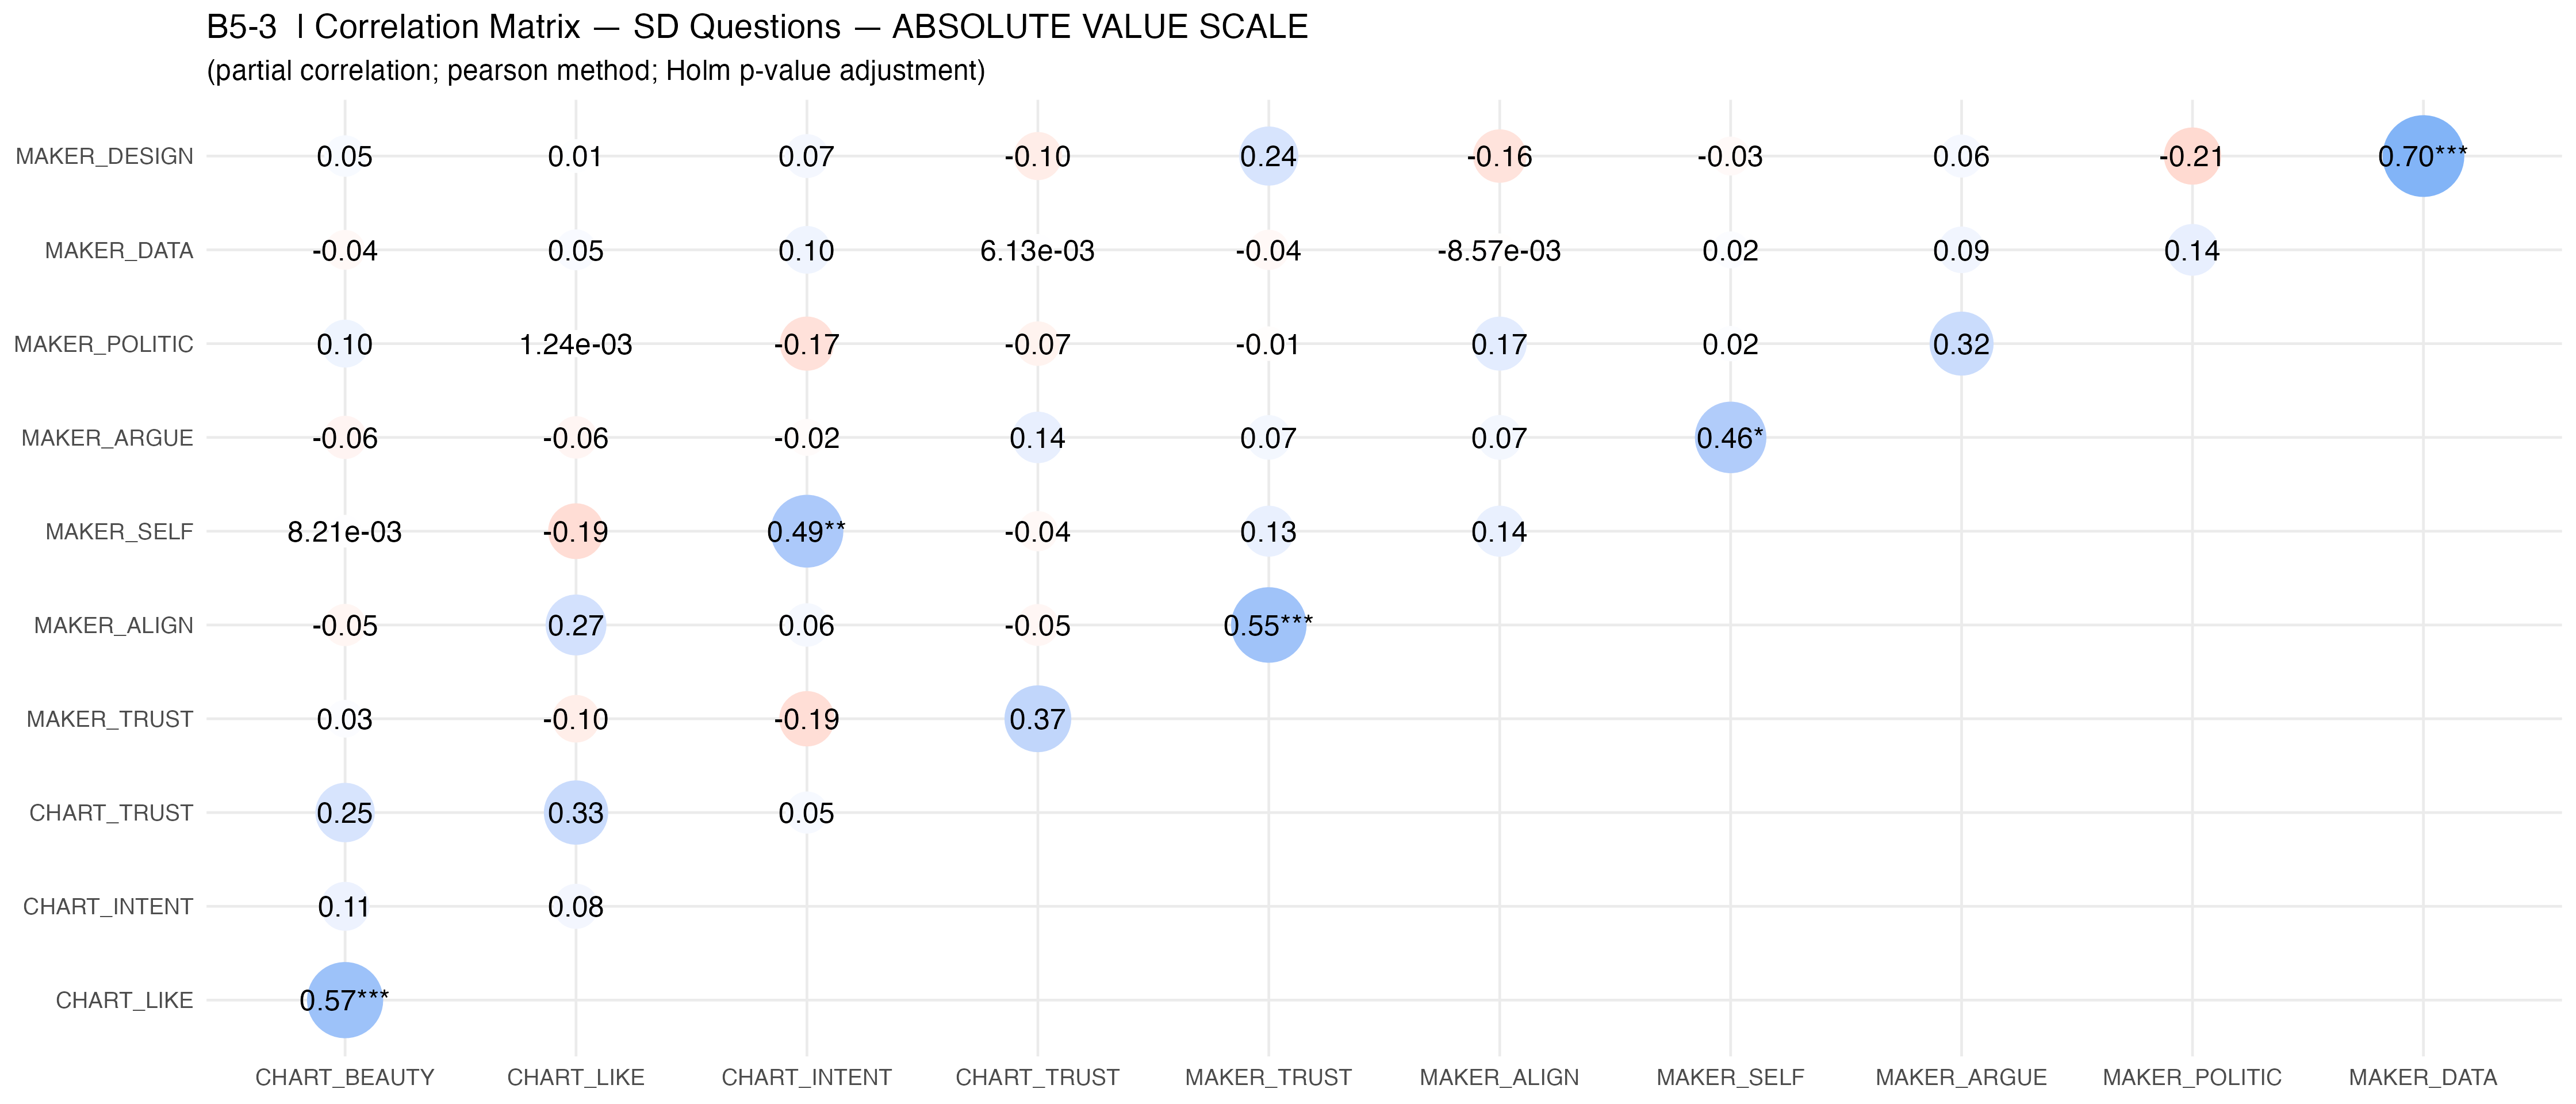 B5-3 | Correlation Matrix — SD Questions — ABSOLUTE VALUE SCALE
(partial correlation; pearson method; Holm p-value adjustment)
MAKER_DESIGN 0.05 0.01 0.07 -0.10 0.24 -0.16 -0.03 0.06 -0.21 0.70***
MAKER_DATA -0.04 0.05 0.10 6.13e-03 -0.04 -8.57e-03 0.02 0.09 0.14
MAKER_POLITIC 0.10 1.24e-03 -0.17 -0.07 -0.01 0.17 0.02 0.32
MAKER_ARGUE -0.06 -0.06 -0.02 0.14 0.07 0.07 0.46*
MAKER_SELF 8.21e-03 -0.19 0.49** -0.04 0.13 0.14
MAKER_ALIGN -0.05 0.27 0.06 -0.05 0.55***
MAKER_TRUST 0.03 -0.10 -0.19 0.37
CHART_TRUST 0.25 0.33 0.05
CHART_INTENT 0.11 0.08
CHART_LIKE 0.57***
CHART_BEAUTY CHART_LIKE CHART_INTENT CHART_TRUST MAKER_TRUST MAKER_ALIGN MAKER_SELF MAKER_ARGUE MAKER_POLITIC MAKER_DATA